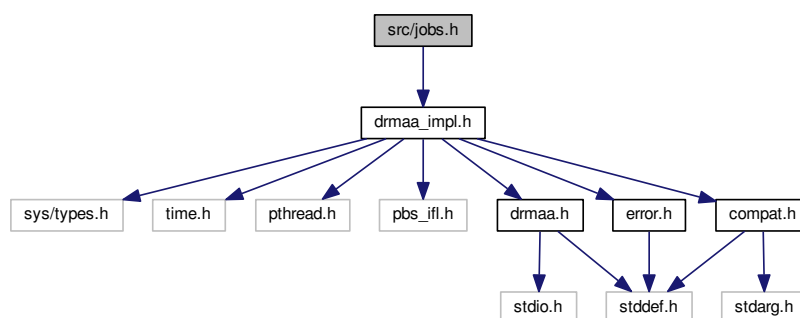 src/jobs.h
drmaa_impl.h
sys/types.h
time.h
pthread.h
pbs_ifl.h
drmaa.h
error.h
compat.h
stdio.h
stddef.h
stdarg.h